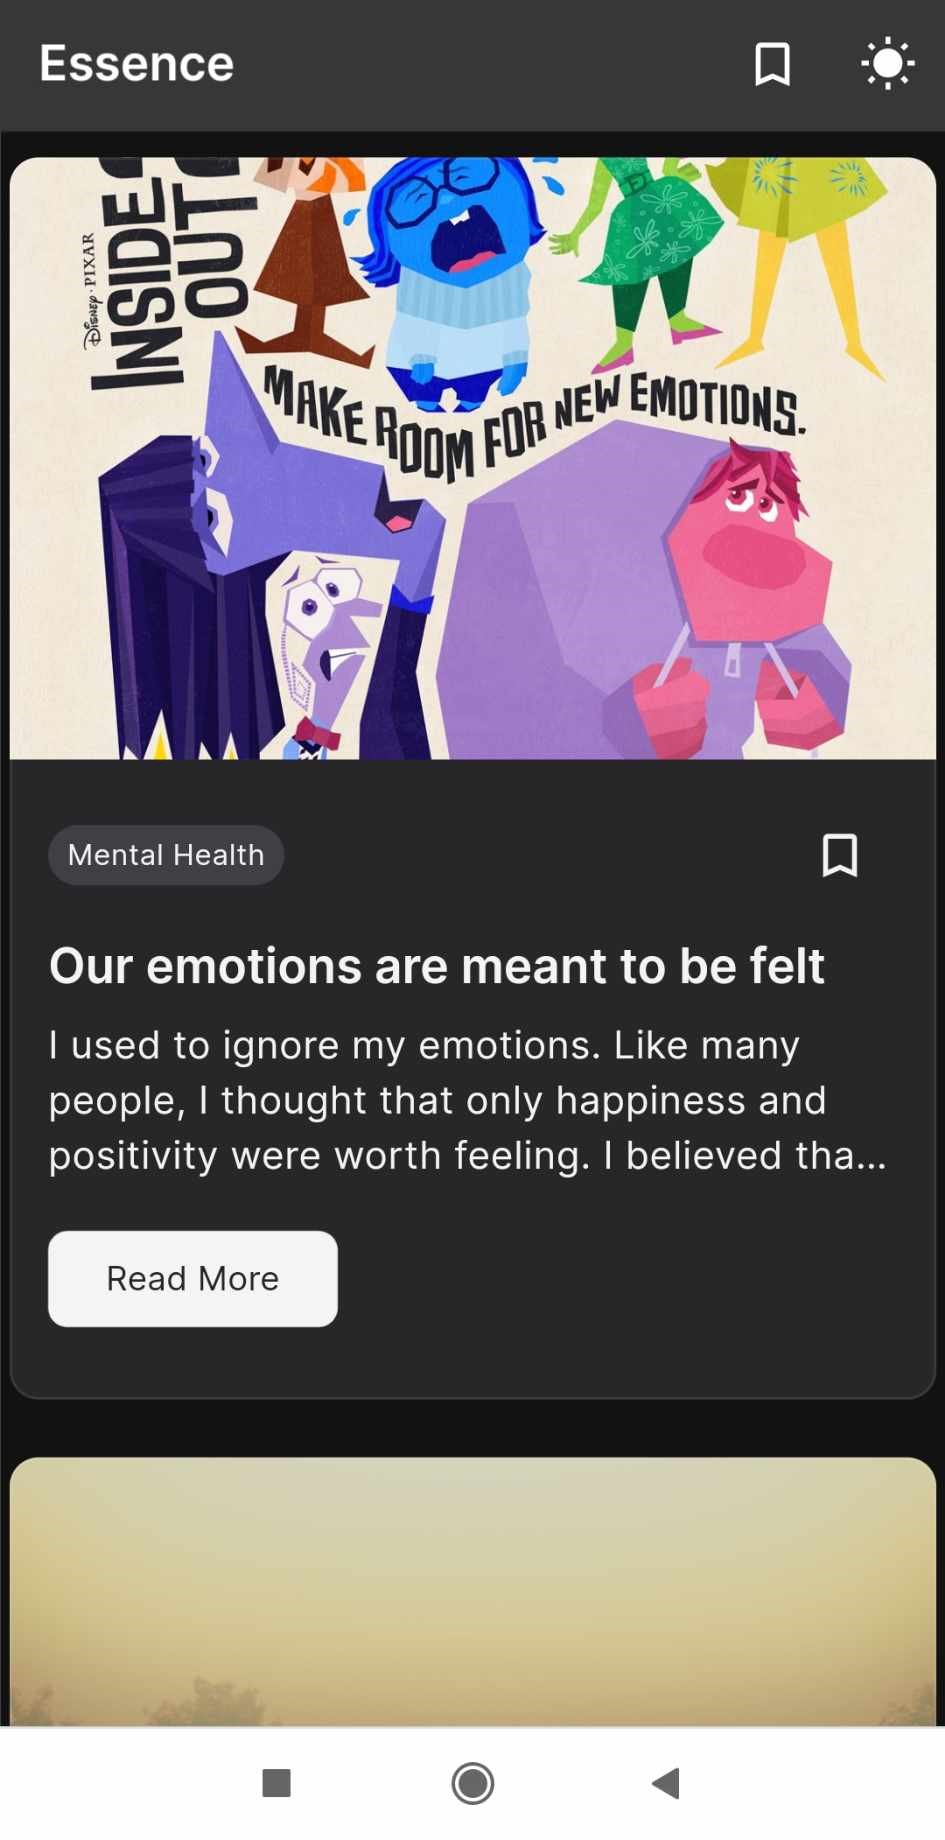 Essence
INSIDE
OUT
Disney · PIXAR
MAKE ROOM FOR NEW EMOTIONS.
Mental Health
Our emotions are meant to be felt
I used to ignore my emotions. Like many
people, I thought that only happiness and
positivity were worth feeling. I believed tha...
Read More